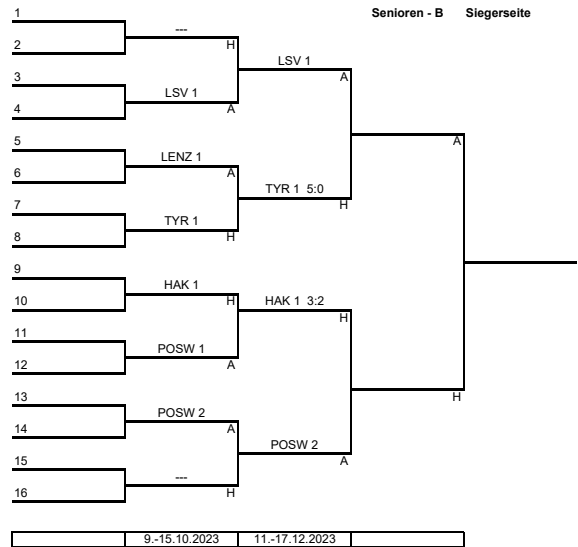 Senioren - B Siegerseite
1
---
2 H
LSV 1
3 A
LSV 1
4 A
A
5
LENZ 1
6 A
TYR 1 5:0
7 H
TYR 1
8 H
9
HAK 1
10 H
HAK 1 3:2
11 H
POSW 1
12 A
13 H
POSW 2
14 A
POSW 2
15 A
---
16 H
9.-15.10.2023 11.-17.12.2023